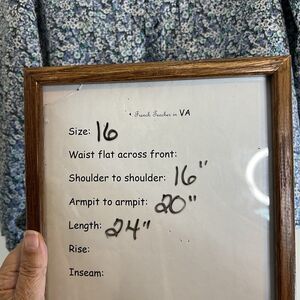 • French Teacher in VA
Size: 16
Waist flat across front:
Shoulder to shoulder: 16"
Armpit to armpit: 20"
Length: 24"
Rise:
Inseam: